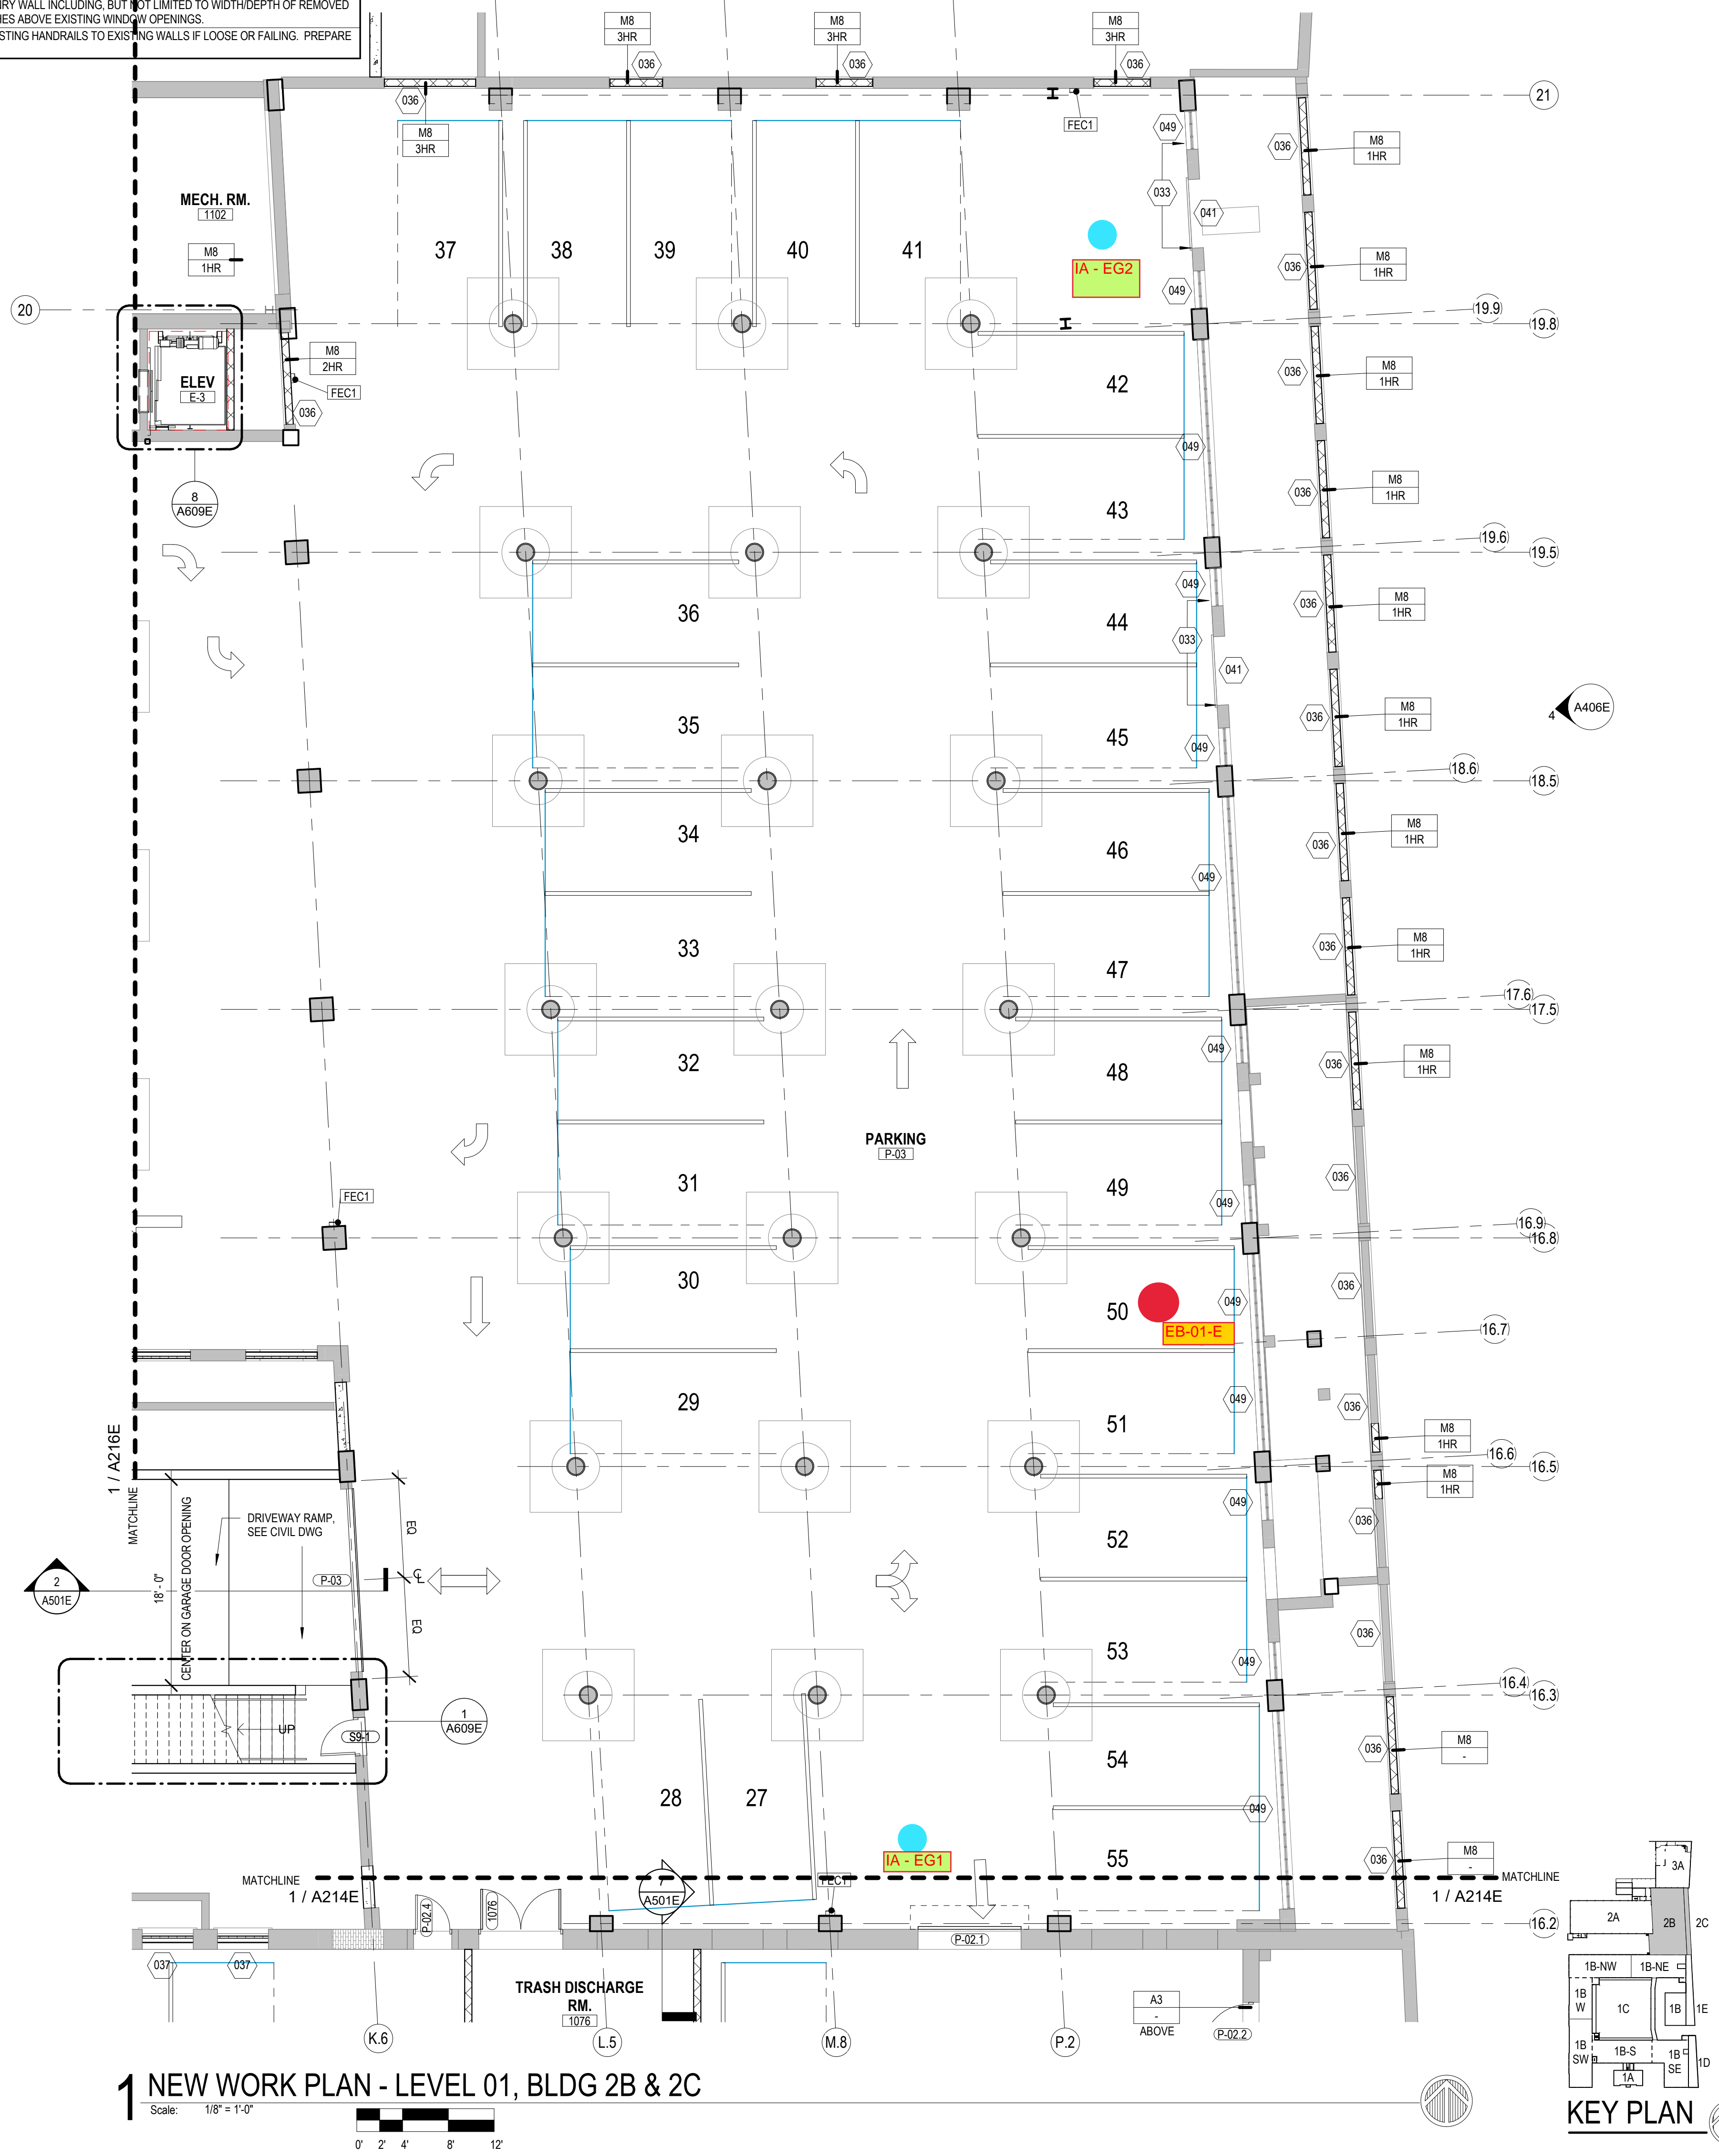 RY WALL INCLUDING, BUT NOT LIMITED TO WIDTH/DEPTH OF REMOVED
HES ABOVE EXISTING WINDOW OPENINGS.
STING HANDRAILS TO EXISTING WALLS IF LOOSE OR FAILING. PREPARE
M8
3HR
036
M8
3HR
036
M8
3HR
036
036
M8
3HR
FEC1
21
049
036
M8
1HR
033
041
MECH. RM.
1102
M8
1HR
37
38
39
40
41
IA - EG2
036
M8
1HR
049
20
19.9
19.8
M8
2HR
ELEV
E-3
FEC1
036
42
036
M8
1HR
049
8
A609E
43
036
M8
1HR
19.6
19.5
049
36
44
033
041
036
M8
1HR
35
45
049
036
M8
1HR
4
A406E
18.6
18.5
34
46
049
036
M8
1HR
33
47
036
M8
1HR
17.6
17.5
32
48
049
036
M8
1HR
PARKING
P-03
31
49
049
036
FEC1
16.9
16.8
30
50
049
EB-01-E
036
16.7
29
51
049
036
M8
1HR
16.6
16.5
1 / A216E
MATCHLINE
M8
1HR
049
036
18' - 0"
CENTER ON GARAGE DOOR OPENING
DRIVEWAY RAMP,
SEE CIVIL DWG
EQ
EQ
CL
P-03
2
A501E
52
53
049
036
16.4
16.3
UP
S9-1
1
A609E
54
036
M8
-
28
27
049
IA - EG1
55
036
M8
-
MATCHLINE
1 / A214E
MATCHLINE
1 / A214E
7
A501E
FEC1
P-02.4
1076
P-02.1
16.2
037
037
TRASH DISCHARGE
RM.
1076
A3
-
ABOVE
P-02.2
K.6
L.5
M.8
P.2
3A
2A
2B
2C
1B-NW
1B-NE
1B
W
1C
1B
1E
1B
SW
1B-S
1B
SE
1D
1A
KEY PLAN
1
NEW WORK PLAN - LEVEL 01, BLDG 2B & 2C
Scale: 1/8" = 1'-0"
0' 2' 4' 8' 12'